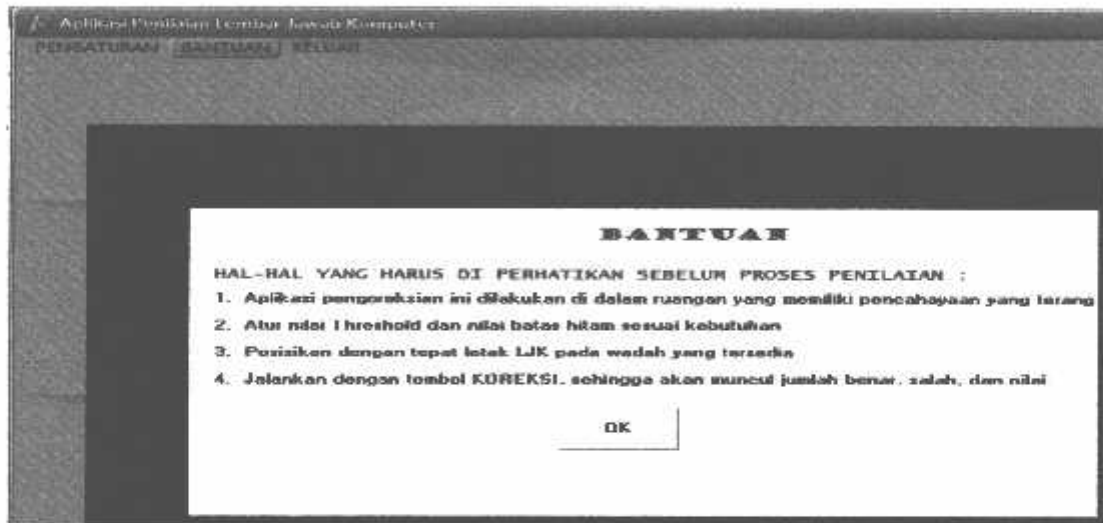 Aplikasi Penilaian Lembar Jawab Komputer
PENGATURAN BANTUAN KELUAR
BANTUAN
HAL-HAL YANG HARUS DI PERHATIKAN SEBELUM PROSES PENILAIAN :
1. Aplikasi pengoreksian ini dilakukan di dalam ruangan yang memiliki pencahayaan yang terang
2. Atur nilai Threshold dan nilai batas hitam sesuai kebutuhan
3. Posisikan dengan tepat letak LJK pada wadah yang tersedia
4. Jalankan dengan tombol KOREKSI, sehingga akan muncul jumlah benar, salah, dan nilai
OK